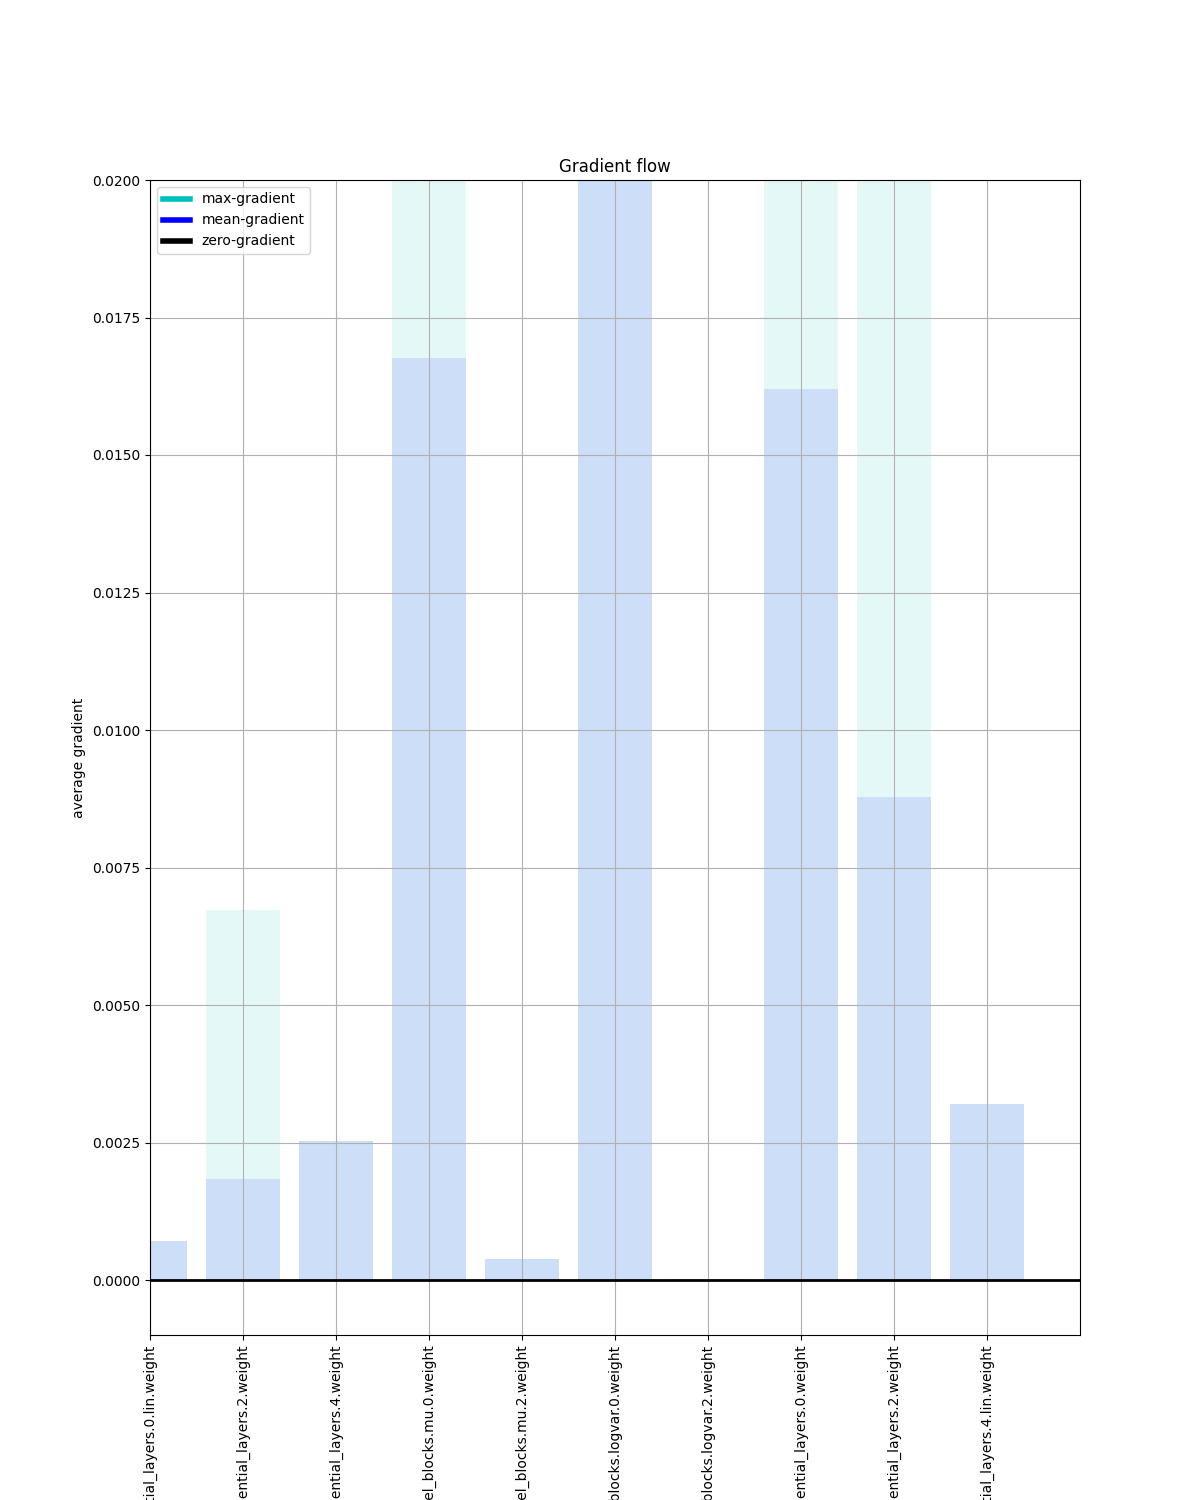 Gradient flow
max-gradient
mean-gradient
zero-gradient
0.0200
0.0175
0.0150
0.0125
0.0100
0.0075
0.0050
0.0025
0.0000
average gradient
tial_layers.0.lin.weight
ential_layers.2.weight
ential_layers.4.weight
el_blocks.mu.0.weight
el_blocks.mu.2.weight
blocks.logvar.0.weight
blocks.logvar.2.weight
ential_layers.0.weight
ential_layers.2.weight
tial_layers.4.lin.weight